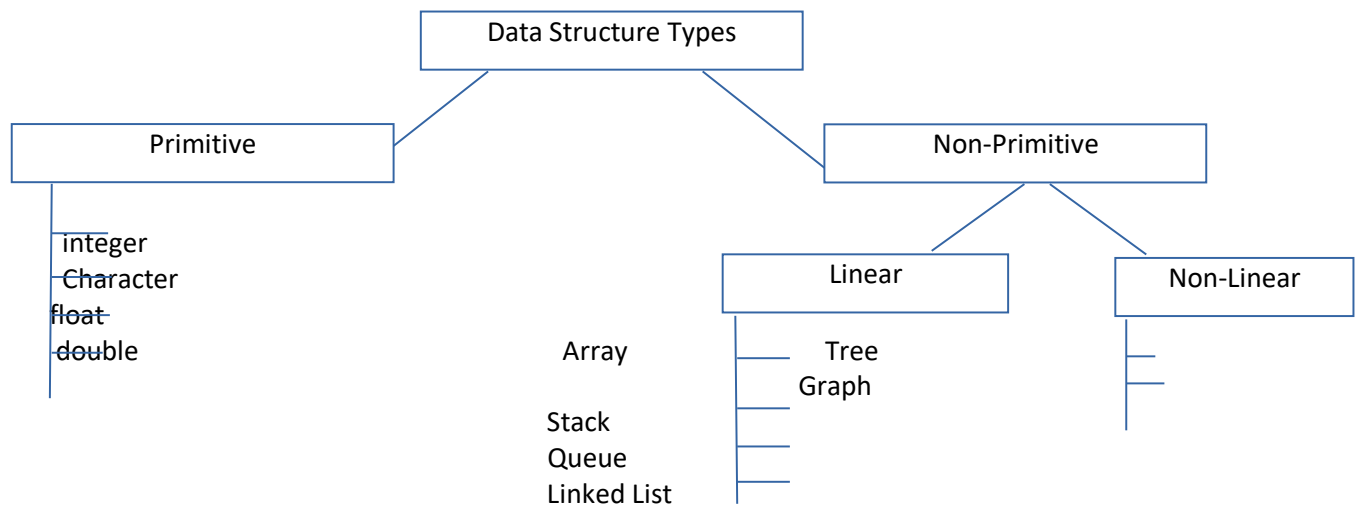 Data Structure Types
Primitive
Non-Primitive
integer
Character
float
double
Linear
Non-Linear
Array
Tree
Graph
Stack
Queue
Linked List